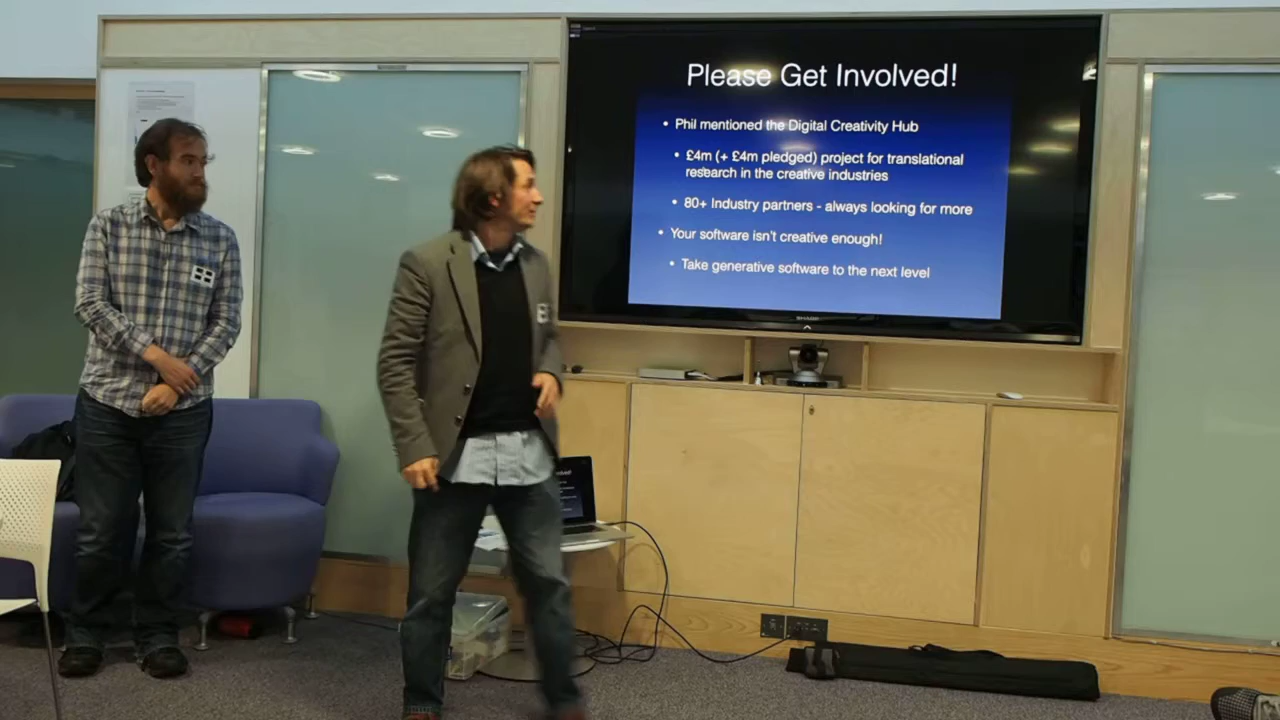 Please Get Involved!
• Phil mentioned the Digital Creativity Hub
• £4m (+ £4m pledged) project for translational
research in the creative industries
• 80+ Industry partners - always looking for more
• Your software isn't creative enough!
• Take generative software to the next level
SHARP